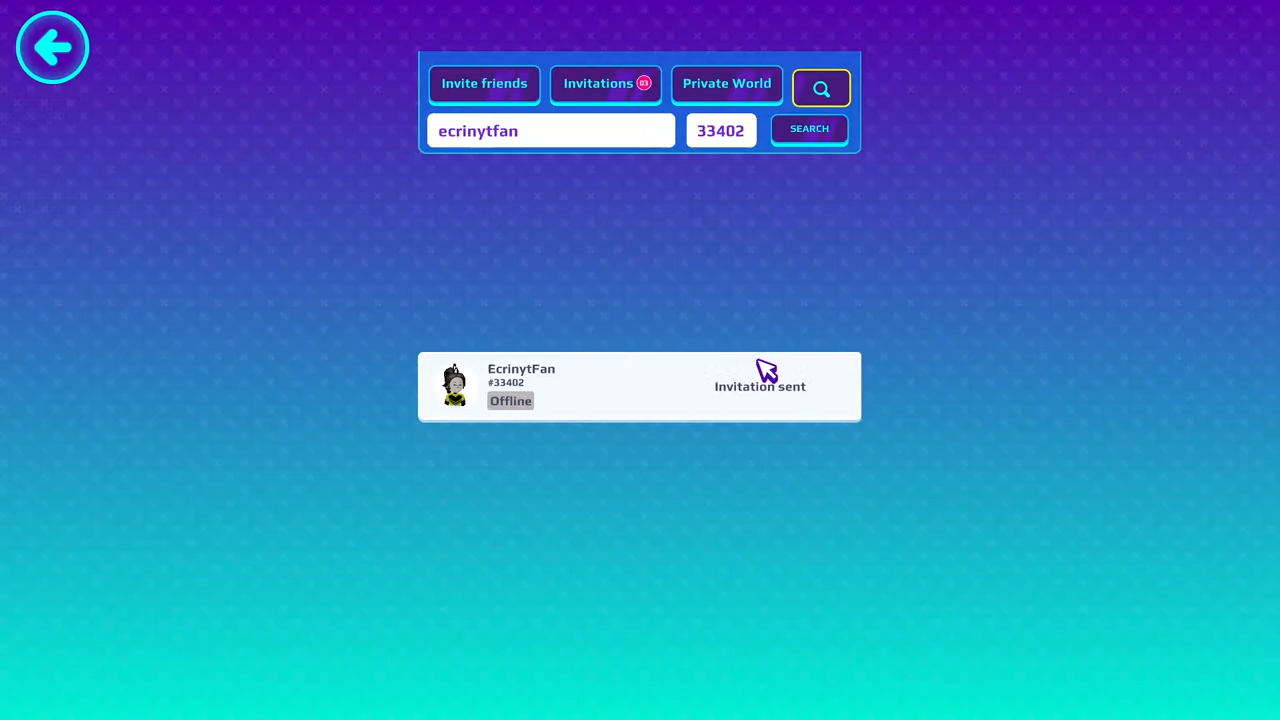 Invite friends
Invitations 03
Private World
ecrinytfan
33402
SEARCH
EcrinytFan
#33402
Offline
Invitation sent